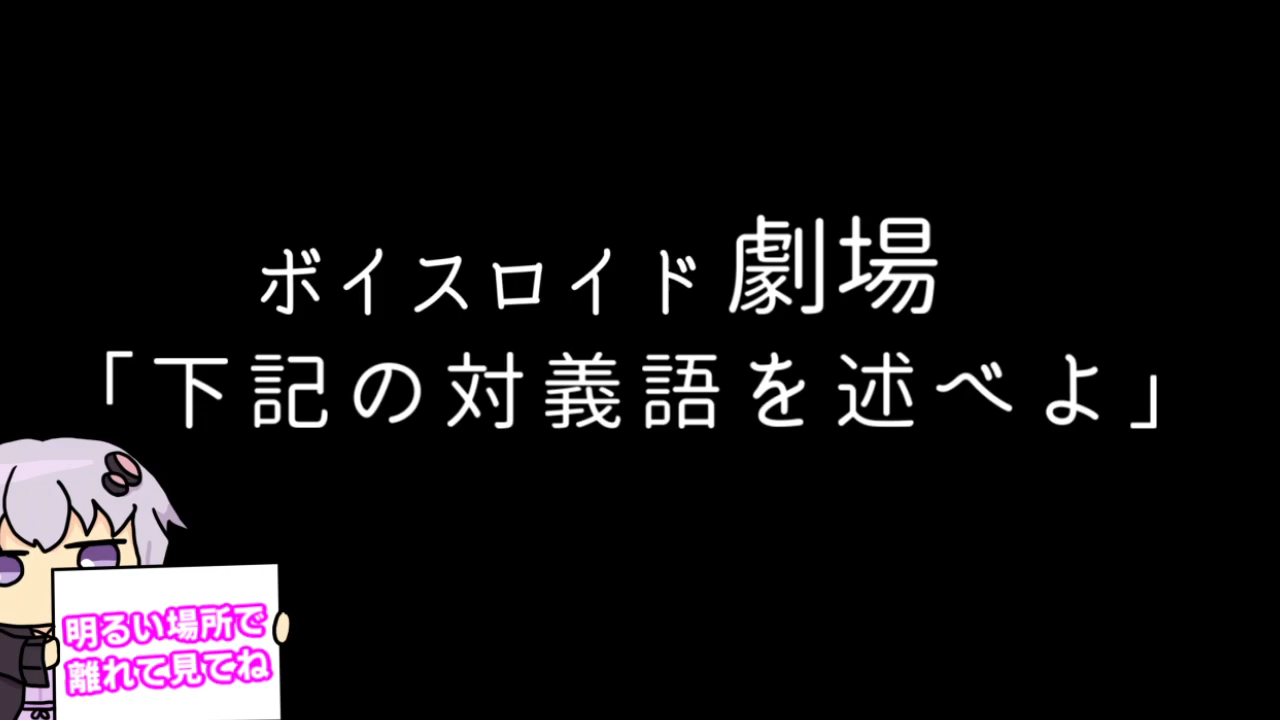 ボイスロイド劇場
「下記の対義語を述べよ」
明るい場所で
離れて見てね